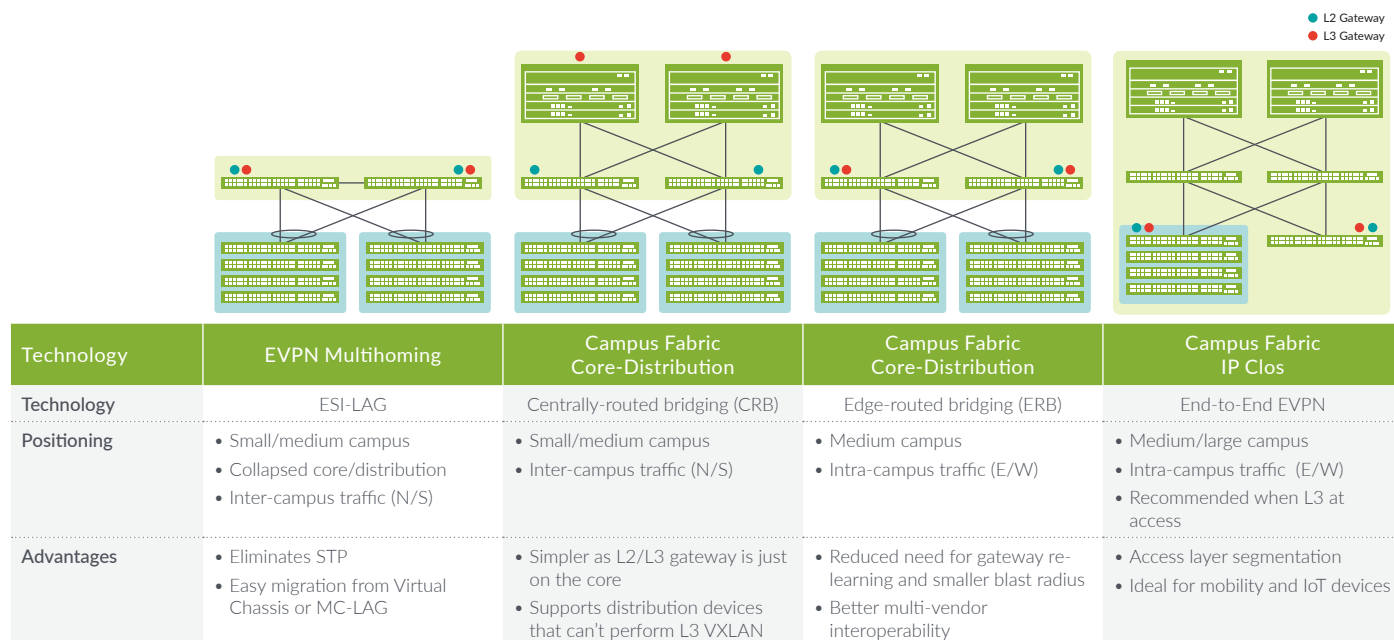 L2 Gateway
L3 Gateway
Technology
EVPN Multihoming
Campus Fabric
Core-Distribution
Campus Fabric
Core-Distribution
Campus Fabric
IP Clos
Technology
ESI-LAG
Centrally-routed bridging (CRB)
Edge-routed bridging (ERB)
End-to-End EVPN
Positioning
• Small/medium campus
• Collapsed core/distribution
• Inter-campus traffic (N/S)
• Small/medium campus
• Inter-campus traffic (N/S)
• Medium campus
• Intra-campus traffic (E/W)
• Medium/large campus
• Intra-campus traffic (E/W)
• Recommended when L3 at
access
Advantages
• Eliminates STP
• Easy migration from Virtual
Chassis or MC-LAG
• Simpler as L2/L3 gateway is just
on the core
• Supports distribution devices
that can’t perform L3 VXLAN
• Reduced need for gateway re-
learning and smaller blast radius
• Better multi-vendor
interoperability
• Access layer segmentation
• Ideal for mobility and IoT devices